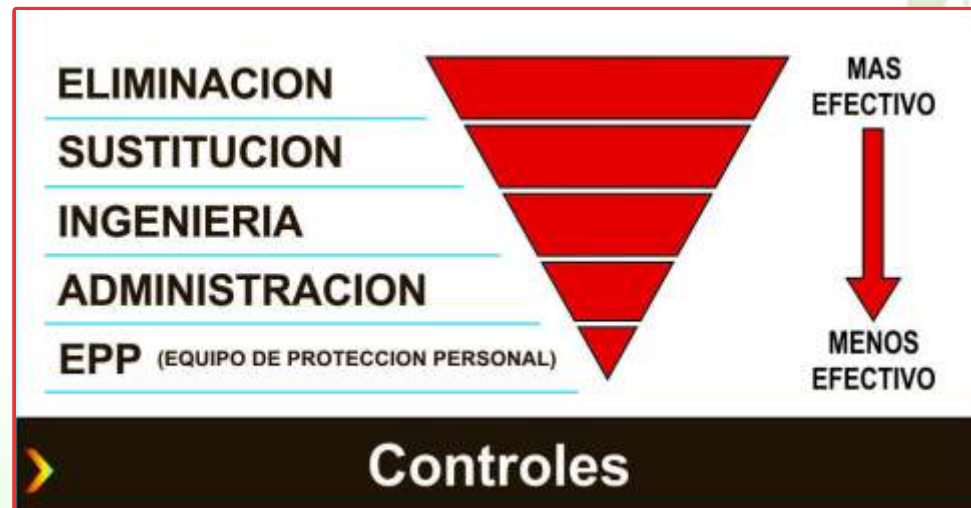 ELIMINACION
SUSTITUCION
INGENIERIA
ADMINISTRACION
EPP (EQUIPO DE PROTECCION PERSONAL)
MAS
EFECTIVO
MENOS
EFECTIVO
Controles